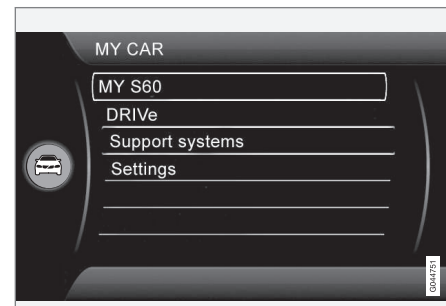 MY CAR
MY S60
DRIVe
Support systems
Settings
G044751